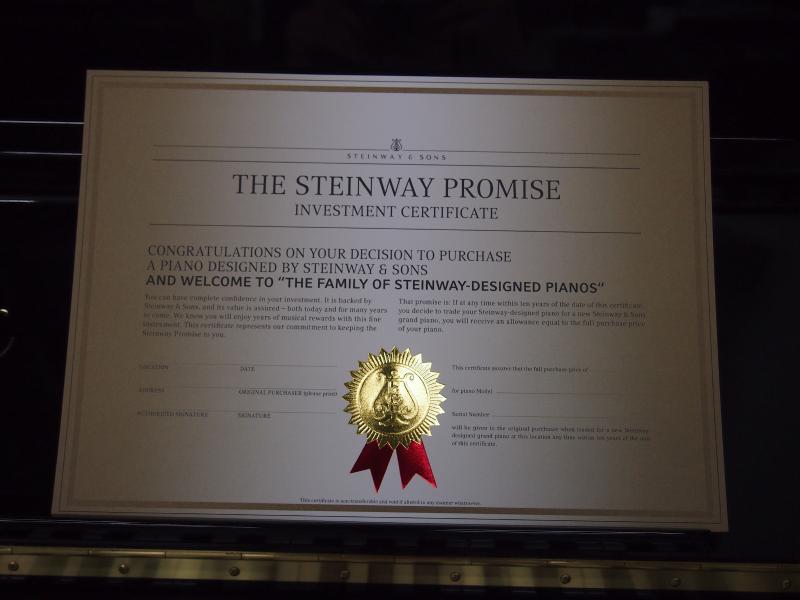 STEINWAY & SONS
THE STEINWAY PROMISE
INVESTMENT CERTIFICATE
CONGRATULATIONS ON YOUR DECISION TO PURCHASE
A PIANO DESIGNED BY STEINWAY & SONS
AND WELCOME TO "THE FAMILY OF STEINWAY-DESIGNED PIANOS"
You can have complete confidence in your investment. It is backed by
Steinway & Sons, and its value is assured – both today and for many years
to come. We know you will enjoy years of musical rewards with this fine
instrument. This certificate represents our commitment to keeping the
Steinway Promise to you.
That promise is: If at any time within ten years of the date of this certificate,
you decide to trade your Steinway-designed piano for a new Steinway & Sons
grand piano, you will receive an allowance equal to the full purchase price
of your piano.
LOCATION DATE
ADDRESS ORIGINAL PURCHASER (please print)
AUTHORIZED SIGNATURE SIGNATURE
This certificate assures that the full purchase price of
for piano Model
Serial Number
will be given to the original purchaser when traded for a new Steinway
designed grand piano at this location any time within ten years of the date
of this certificate.
This certificate is non-transferable and void if altered in any manner whatsoever.